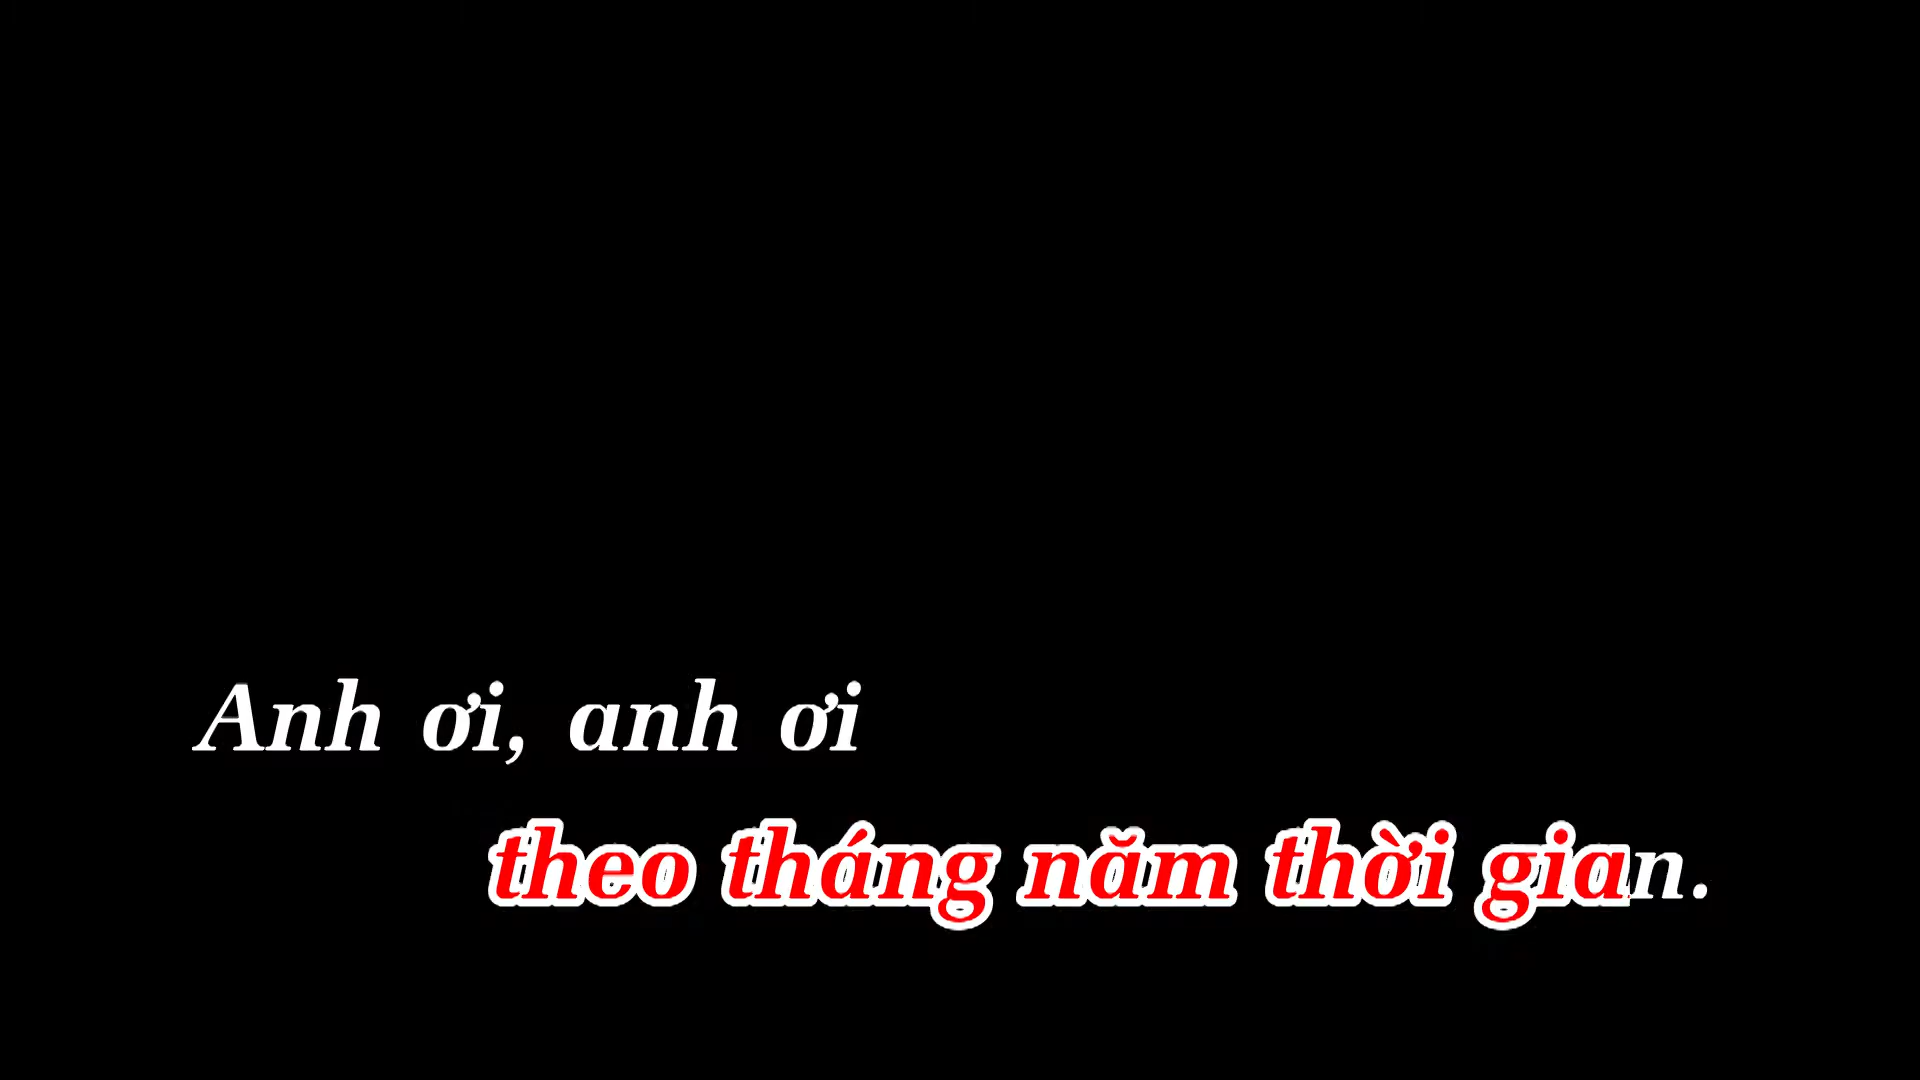 Anh ơi, anh ơi
theo tháng năm thời gian.